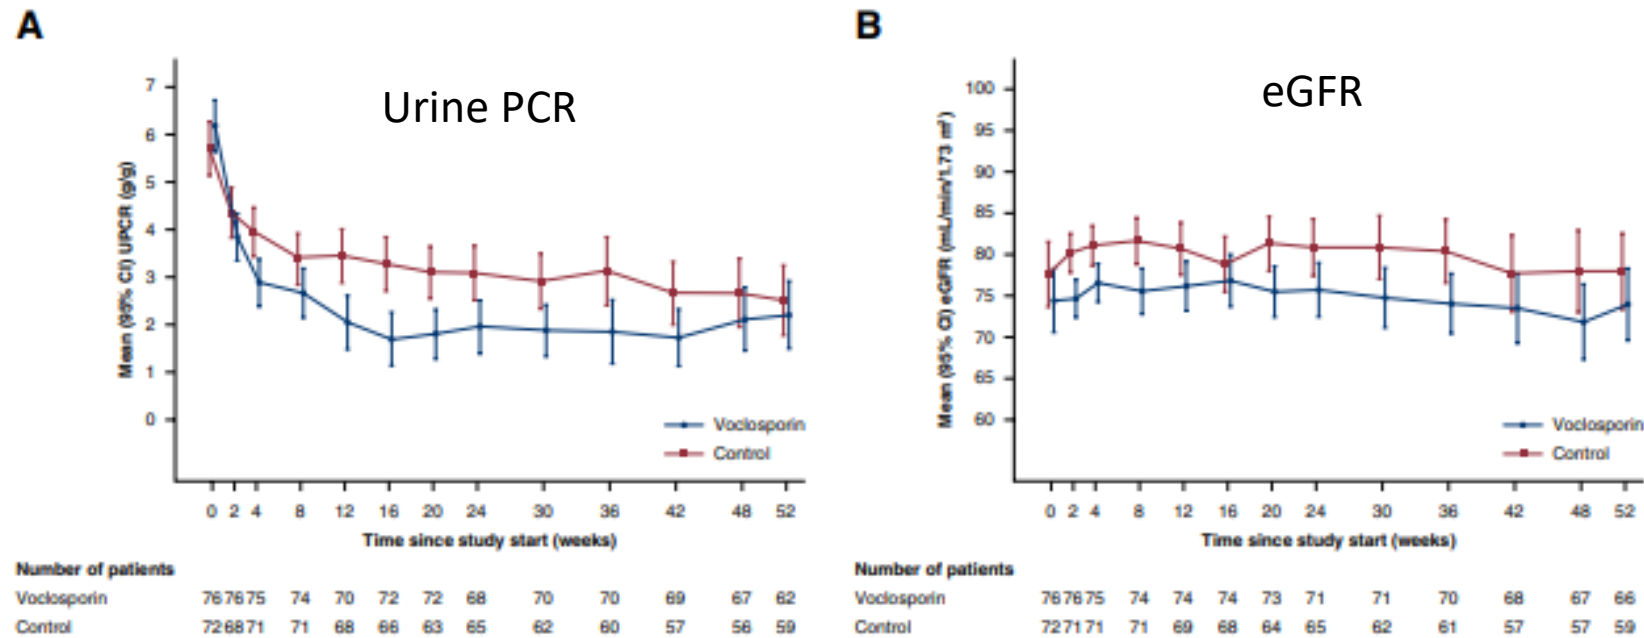 A
Urine PCR
Mean (95% CI) UPCR (g/g)
7
6
5
4
3
2
1
0
Voclosporin
Control
0 2 4 8 12 16 20 24 30 36 42 48 52
Time since study start (weeks)
Number of patients
Voclosporin 76 76 75 74 70 72 72 68 70 70 69 67 62
Control 72 68 71 71 68 66 63 65 62 60 57 56 59
B
eGFR
Mean (95% CI) eGFR (mL/min/1.73 m²)
100
95
90
85
80
75
70
65
60
Voclosporin
Control
0 2 4 8 12 16 20 24 30 36 42 48 52
Time since study start (weeks)
Number of patients
Voclosporin 76 76 75 74 74 74 73 71 71 70 68 67 66
Control 72 71 71 71 69 68 64 65 62 61 57 57 59